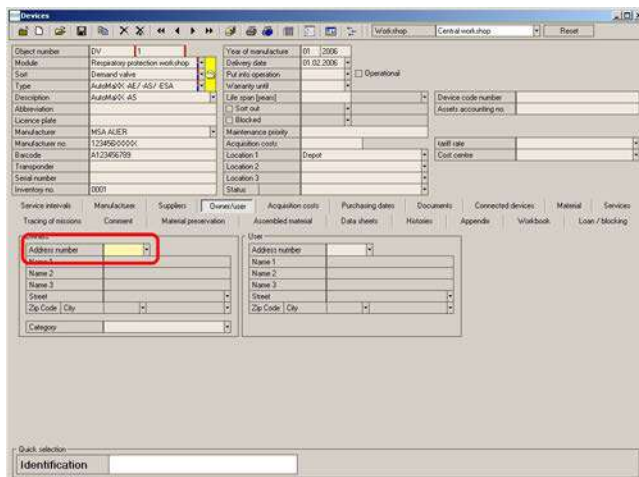 Devices
Workshop Central workshop Reset
Object number DV 1 Year of manufacture 01 2006
Module Respiratory protection workshop Delivery date 01.02.2006
Sort Demand valve Put into operation Operational
Type AutoMaXX-AE/-AS/-ESA Warranty until
Description AutoMaXX-AS Life span [years] Device code number
Abbreviation Sort out Assets accounting no.
Licence plate Blocked
Manufacturer MSA AUER Maintenance priority
Manufacturer no. Acquisition costs tariff rate
Barcode A123456789 Location 1 Depot Cost centre
Transponder Location 2
Serial number Location 3
Inventory no. 0001 Status
Service intervals Manufacturer Suppliers Owner/user Acquisition costs Purchasing dates Documents Connected devices Material Services
Tracing of missions Comment Material preservation Assembled material Data sheets Histories Appendix Workbook Loan / blocking
User
Address number Address number
Name 1 Name 1
Name 2 Name 2
Name 3 Name 3
Street Street
Zip Code City Zip Code City
Category
Quick selection
Identification